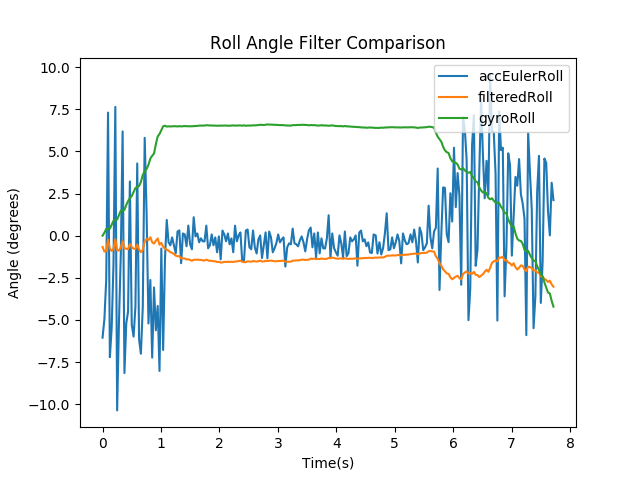 Roll Angle Filter Comparison
accEulerRoll
filteredRoll
gyroRoll
Angle (degrees)
10.0
7.5
5.0
2.5
0.0
−2.5
−5.0
−7.5
−10.0
0 1 2 3 4 5 6 7 8
Time(s)